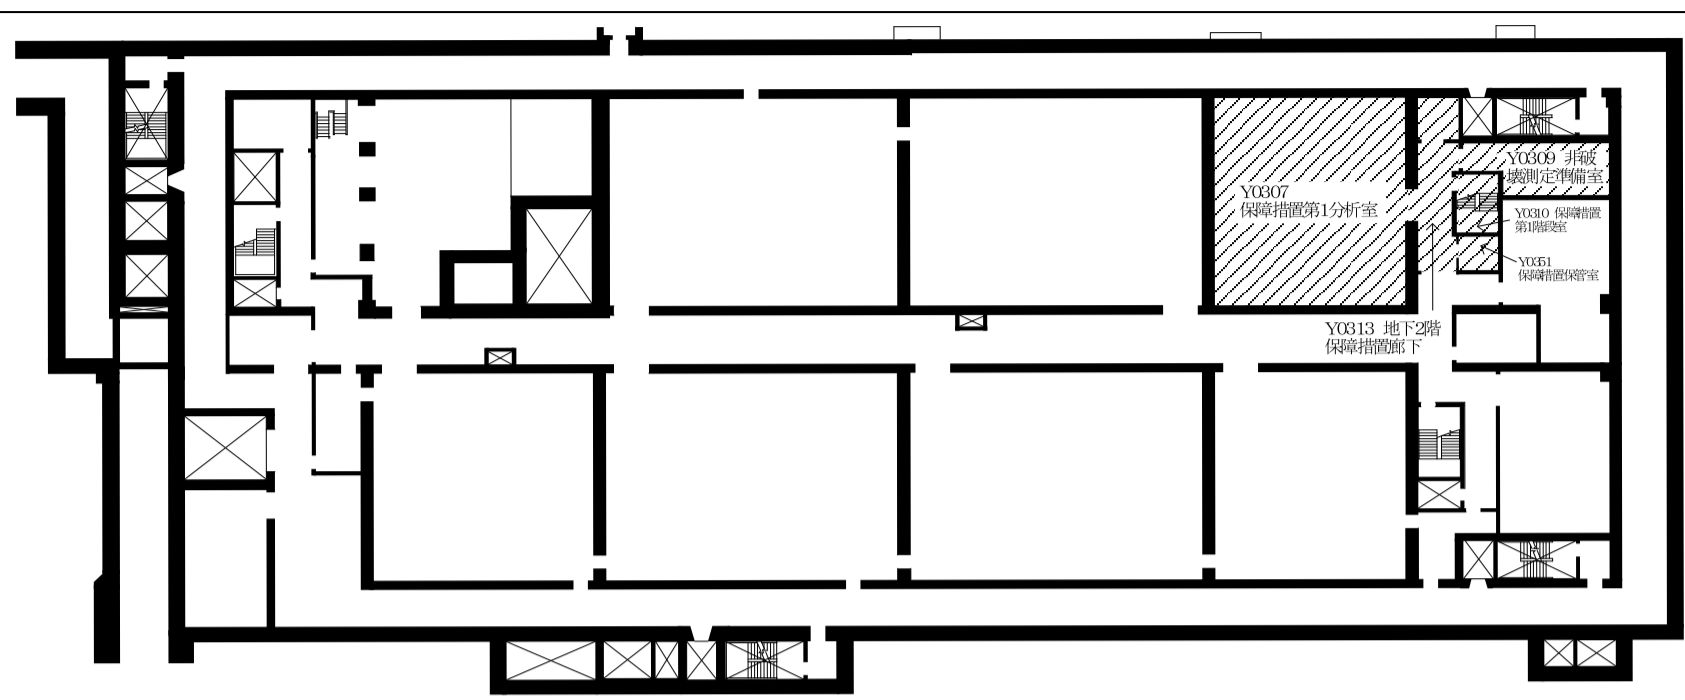 Y0309 非破
壊測定準備室
Y0307
保障措置第1分析室
Y0310 保障措置
第1階段室
Y0351
保障措置保管室
Y0313 地下2階
保障措置廊下